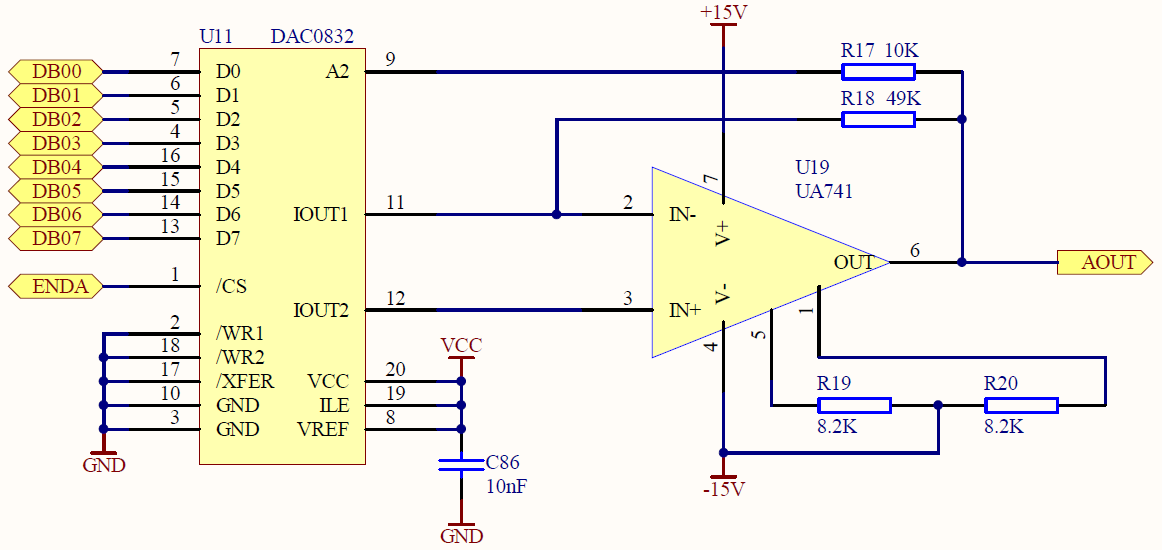 +15V
U11 DAC0832
R17 10K
DB00 7 D0 A2 9
DB01 6 D1
R18 49K
DB02 5 D2
DB03 4 D3
DB04 16 D4
U19
UA741
DB05 15 D5
DB06 14 D6 IOUT1 11 2 IN- 7 V+
DB07 13 D7
OUT 6 AOUT
ENDA 1 /CS
IOUT2 12 3 IN+ V- 4 5 1
2 /WR1
18 /WR2
VCC
17 /XFER VCC 20
R19 R20
10 GND ILE 19
3 GND VREF 8
8.2K 8.2K
GND
C86
10nF
-15V
GND